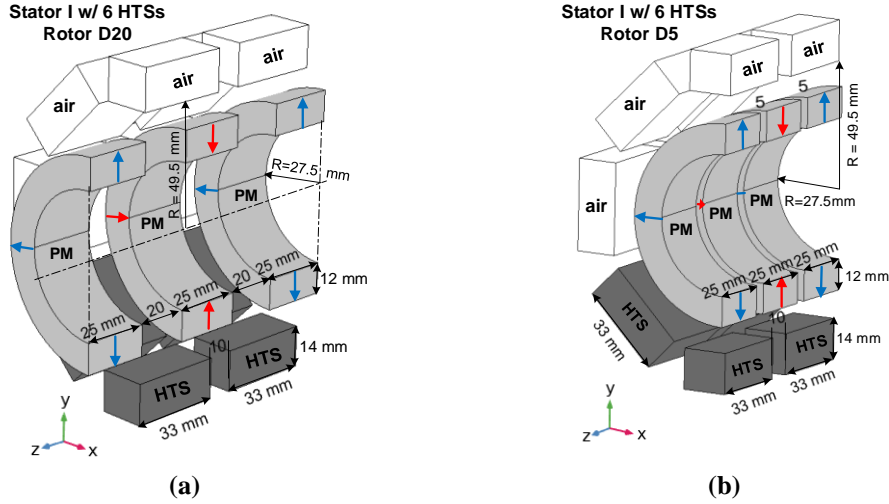 Stator I w/ 6 HTSs
Rotor D20
air
air
air
R = 49.5 mm
R=27.5 mm
PM
PM
PM
25 mm
20
25 mm
20
25 mm
12 mm
10
14 mm
HTS
HTS
33 mm
33 mm
y
z
x
(a)
Stator I w/ 6 HTSs
Rotor D5
air
air
air
air
5
5
R = 49.5 mm
R=27.5mm
PM
PM
PM
25 mm
25 mm
25 mm
12 mm
10
14 mm
HTS
33 mm
HTS
HTS
33 mm
33 mm
y
z
x
(b)